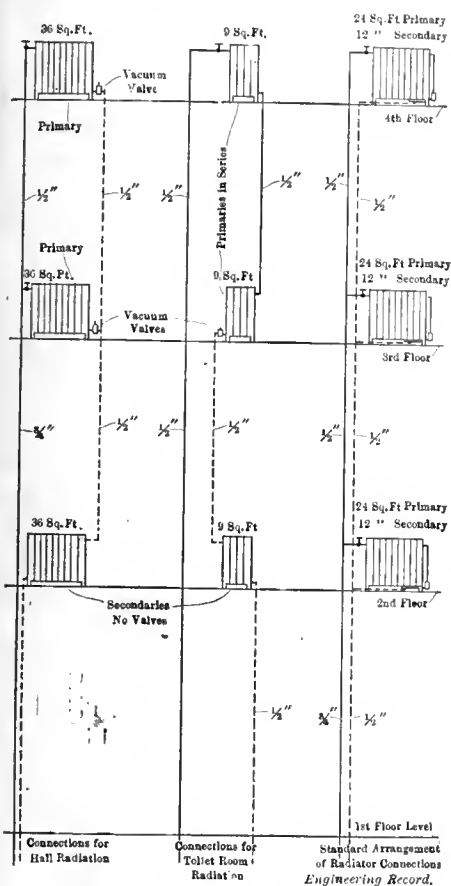 36 Sq.Ft.
9 Sq.Ft.
24 Sq.Ft Primary
12 " Secondary
Vacuum
Valve
Primary
4th Floor
½"
½"
½"
Primaries in Series
½"
½"
½"
Primary
36 Sq.Ft.
9 Sq.Ft
24 Sq.Ft Primary
12 " Secondary
Vacuum
Valves
3rd Floor
¾"
½"
½"
½"
½"
½"
36 Sq.Ft.
9 Sq.Ft
24 Sq.Ft Primary
12 " Secondary
Secondaries
No Valves
2nd Floor
½"
¾"
½"
1st Floor Level
Connections for
Hall Radiation
Connections for
Toilet Room
Radiation
Standard Arrangement
of Radiator Connections
Engineering Record.